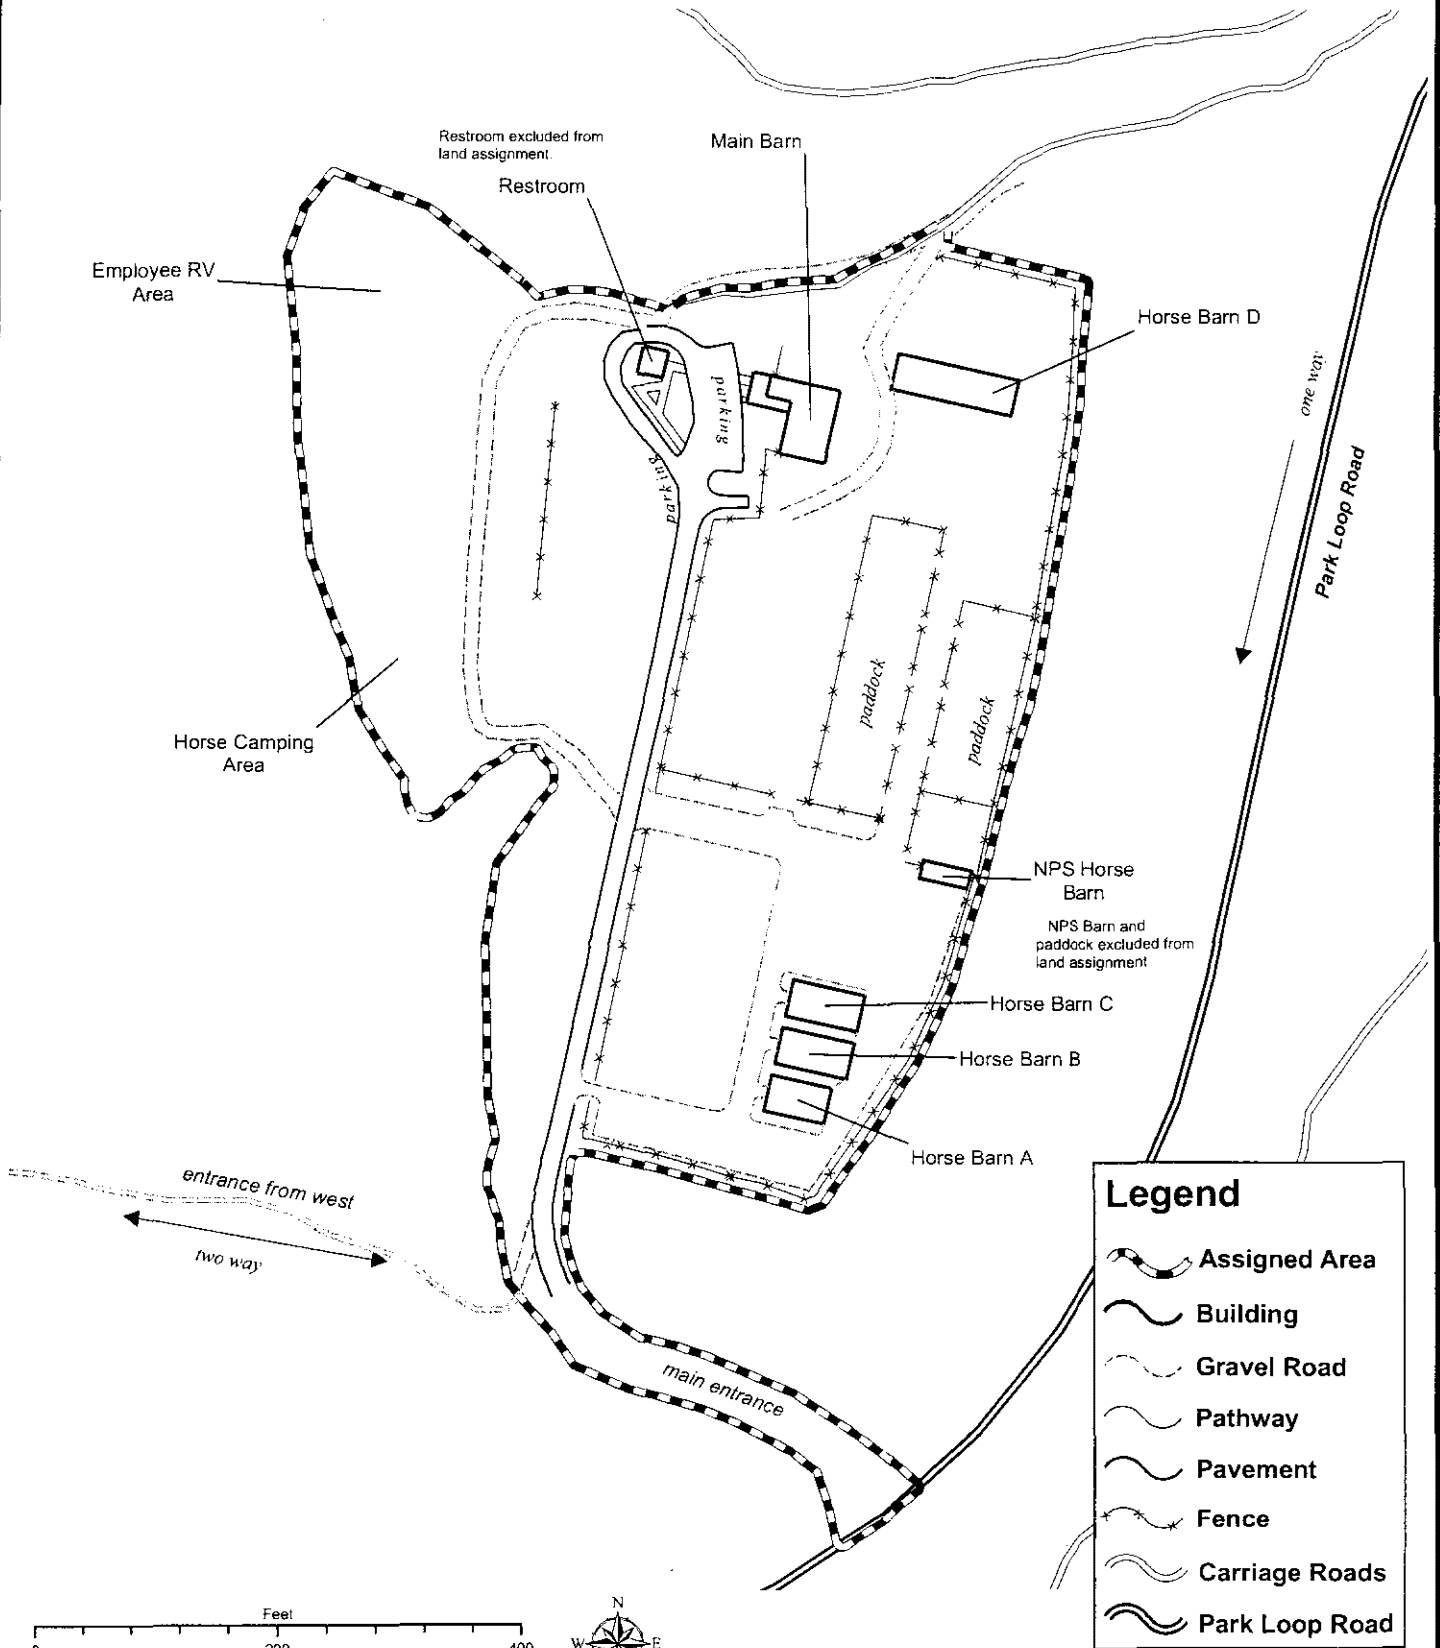 Restroom excluded from
land assignment.
Restroom
Main Barn
Employee RV
Area
Horse Barn D
parking
parking
one way
Park Loop Road
paddock
paddock
Horse Camping
Area
NPS Horse
Barn
NPS Barn and
paddock excluded from
land assignment
Horse Barn C
Horse Barn B
Horse Barn A
entrance from west
two way
main entrance
Legend
Assigned Area
Building
Gravel Road
Pathway
Pavement
Fence
Carriage Roads
Park Loop Road
Feet
0 200 400
N
W E